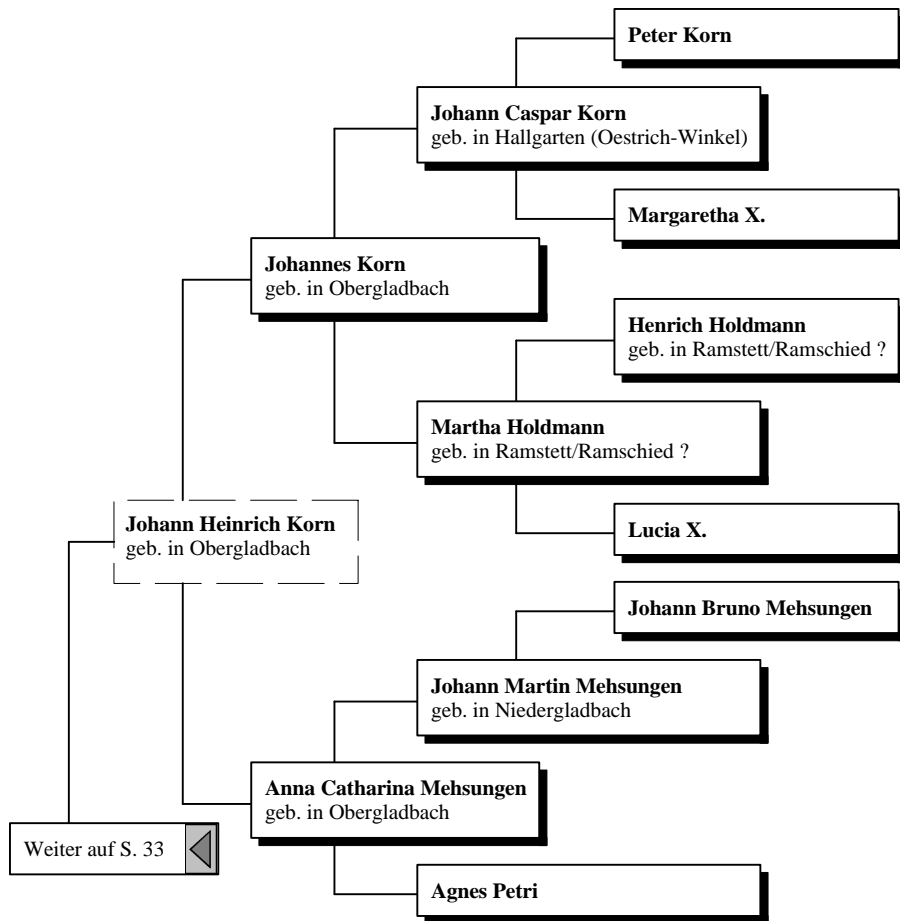 Peter Korn
Johann Caspar Korn
geb. in Hallgarten (Oestrich-Winkel)
Margaretha X.
Johannes Korn
geb. in Obergladbach
Henrich Holdmann
geb. in Ramstett/Ramschied ?
Martha Holdmann
geb. in Ramstett/Ramschied ?
Johann Heinrich Korn
geb. in Obergladbach
Lucia X.
Johann Bruno Mehsungen
Johann Martin Mehsungen
geb. in Niedergladbach
Anna Catharina Mehsungen
geb. in Obergladbach
Weiter auf S. 33
Agnes Petri